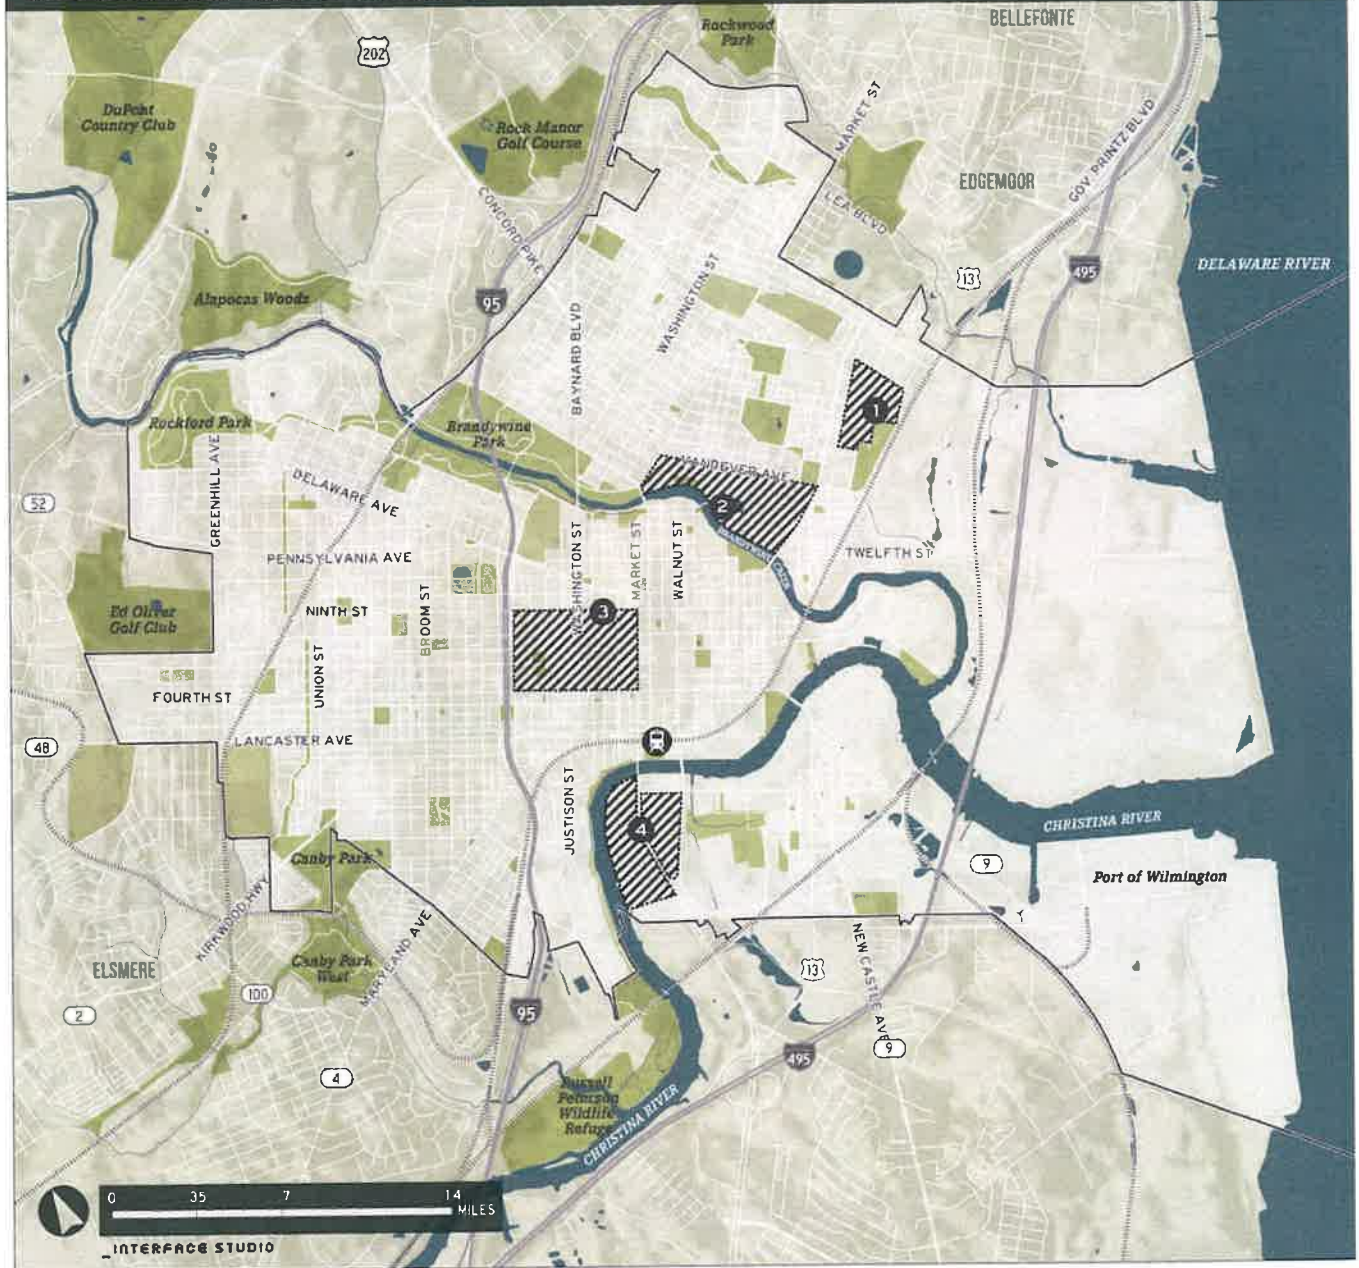 BELLEFONTE
Rockwood
Park
202
DuPont
Country Club
Rock Manor
Golf Course
MARKET ST
GOV PRINTZ BLVD
EDGEMOOR
LEA BLVD
CONCORD PIKE
DELAWARE RIVER
13
495
WASHINGTON ST
Alapocas Woods
95
BAYNARD BLVD
1
Rockford Park
Brandywine
Park
GREENHILL AVE
VANDEVER AVE
DELAWARE AVE
52
2
WASHINGTON ST
MARKET ST
WALNUT ST
TWELFTH ST
PENNSYLVANIA AVE
Ed Oliver
Golf Club
NINTH ST
BROOM ST
3
UNION ST
FOURTH ST
48
LANCASTER AVE
JUSTISON ST
4
CHRISTINA RIVER
Canby Park
9
Port of Wilmington
KIRKWOOD HWY
MARYLAND AVE
ELSMERE
Canby Park
West
NEW CASTLE AVE
13
100
2
95
9
495
4
Russell
Peterson
Wildlife
Refuge
CHRISTINA RIVER
0 35 7 14
MILES
_INTERFACE STUDIO